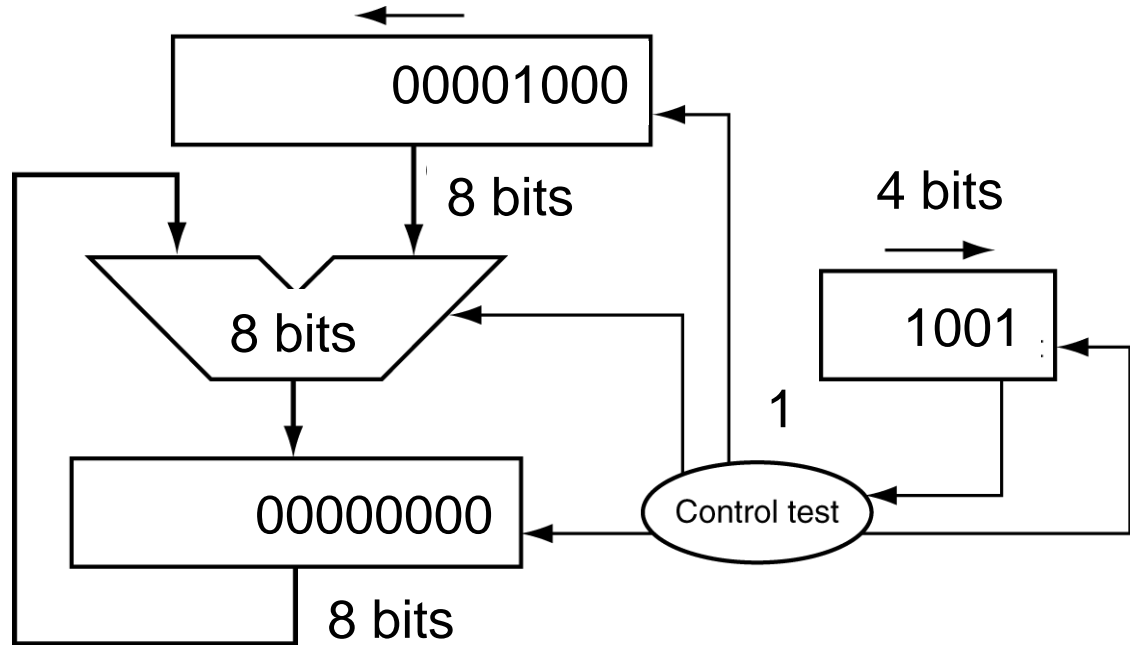 00001000
8 bits
4 bits
8 bits
1001
1
00000000
Control test
8 bits